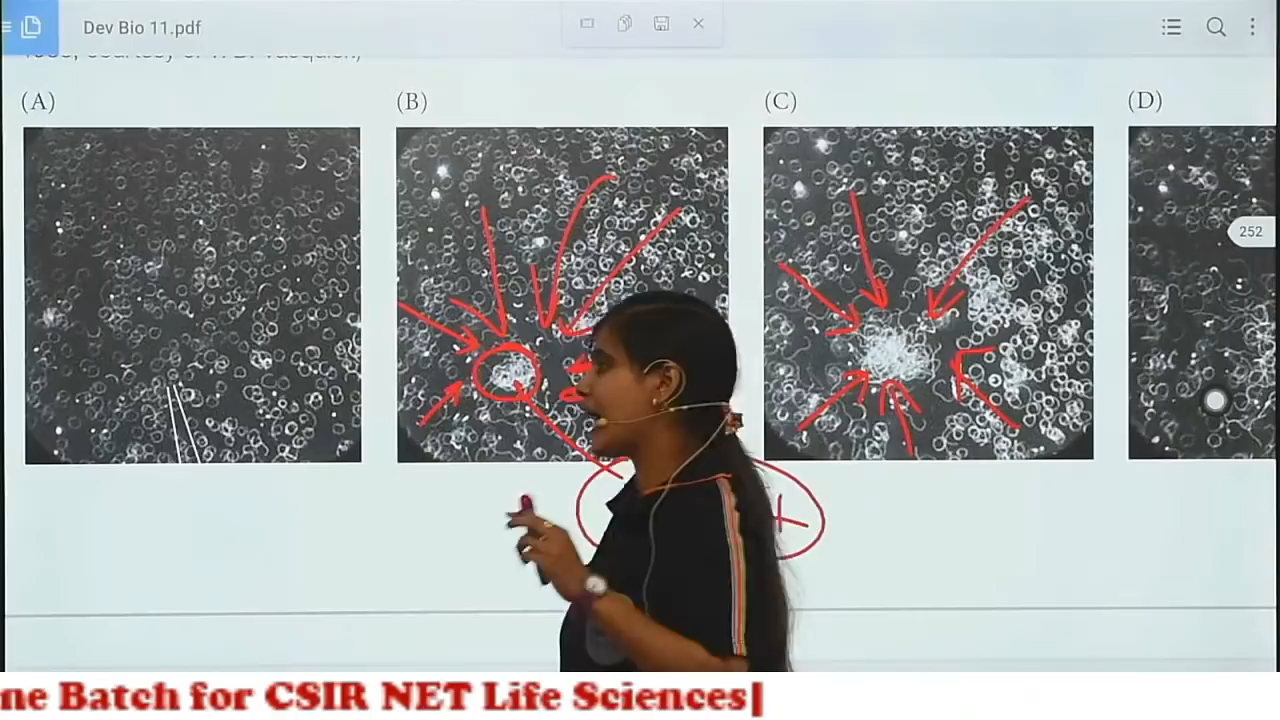 Dev Bio 11.pdf
(A)
(B)
(C)
(D)
252
ne Batch for CSIR NET Life Sciences|